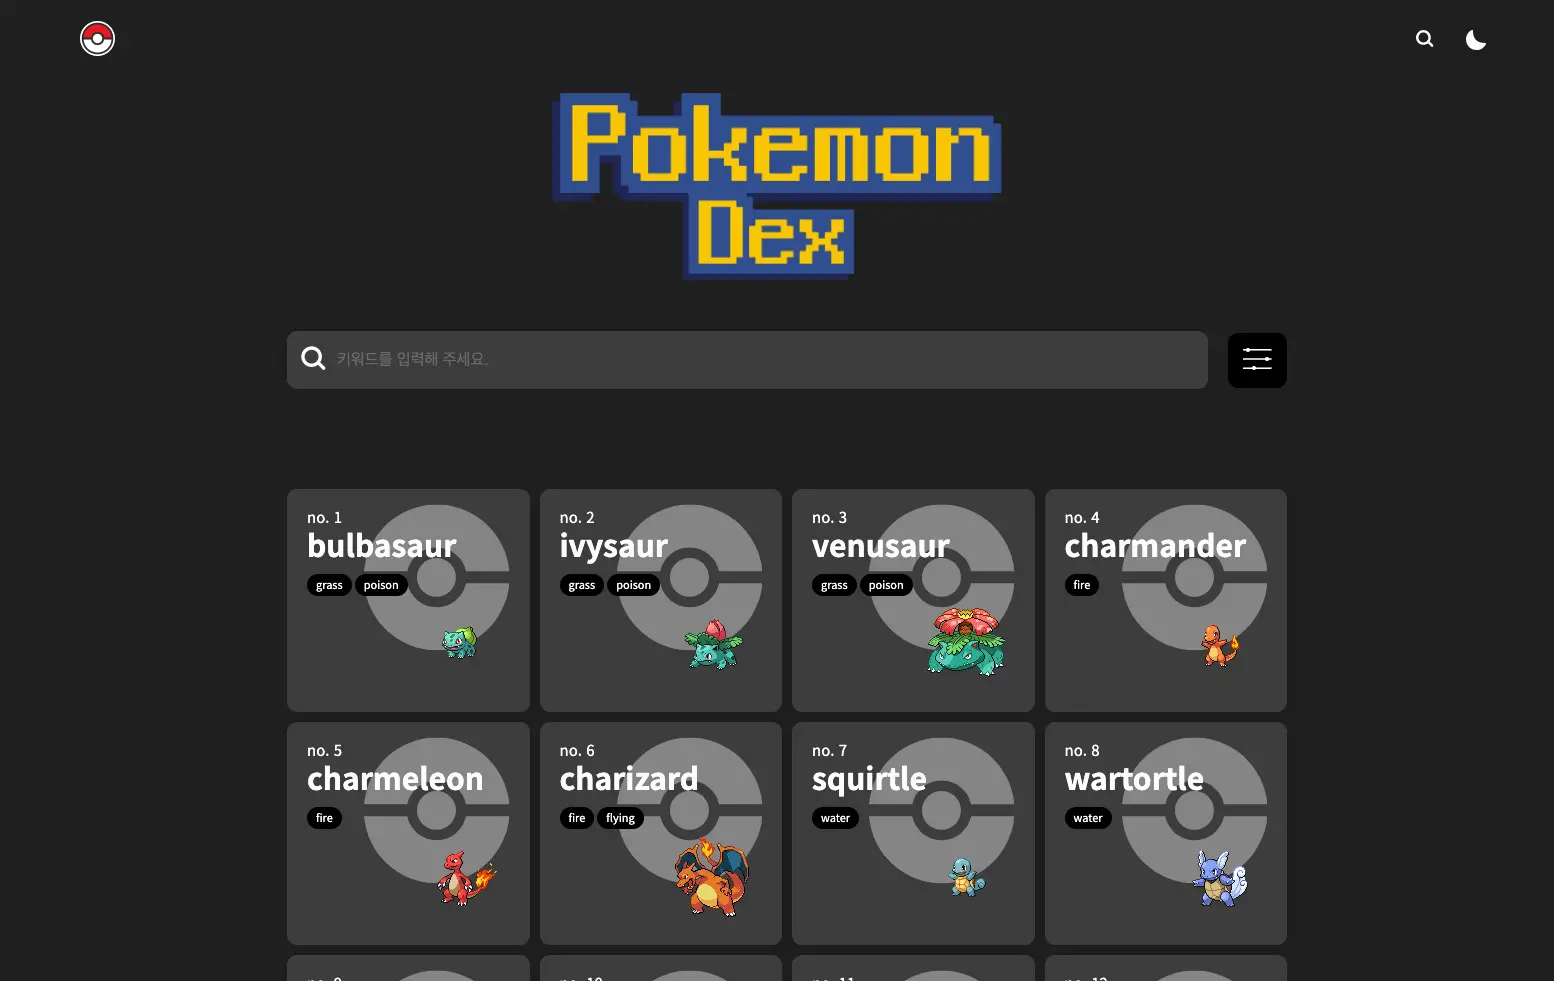 Pokemon
Dex
키워드를 입력해 주세요.
no. 1
bulbasaur
grass poison
no. 2
ivysaur
grass poison
no. 3
venusaur
grass poison
no. 4
charmander
fire
no. 5
charmeleon
fire
no. 6
charizard
fire flying
no. 7
squirtle
water
no. 8
wartortle
water